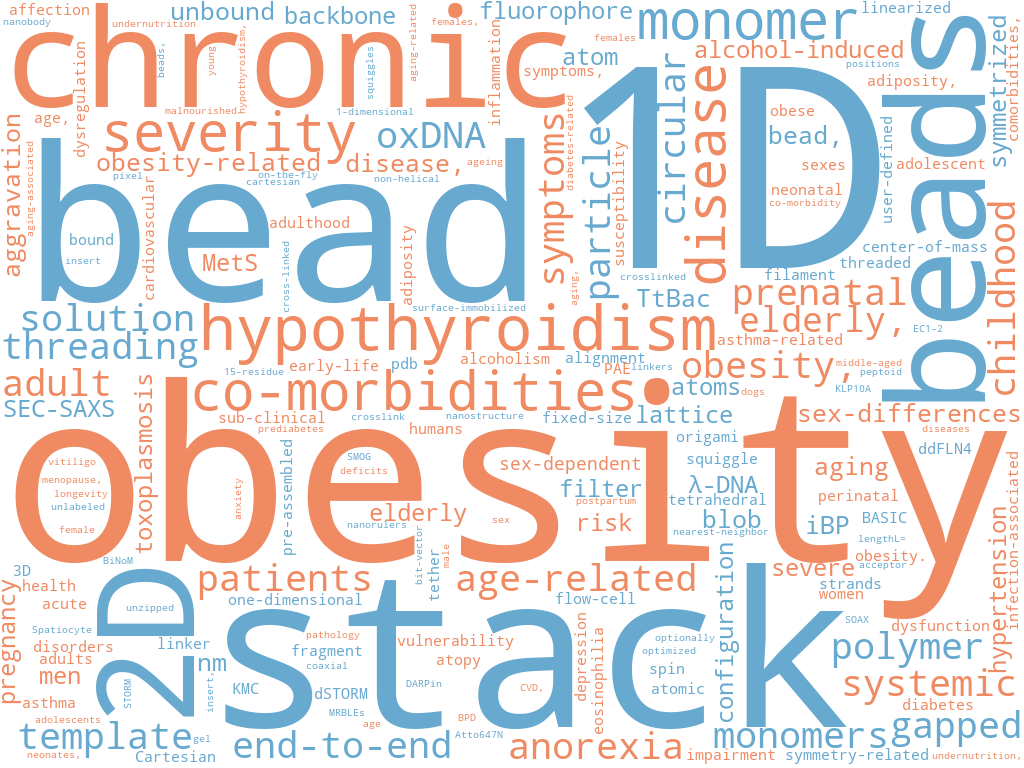 affection
nanobody
undernutrition
unbound
backbone
females,
fluorophore
monomer
linearized
chronic
beads,
young
hypothyroidism,
squiggles
aging-related
inflammation
females
atom
alcohol-induced
positions
symptoms,
adiposity,
symmetrized
comorbidities,
malnourished
1-dimensional
age,
dysregulation
severity
oxDNA
1D
beads
obese
bead,
circular
disease
user-defined
obesity-related
disease,
ageing
symptoms
diabetes-related
particle
susceptibility
sexes
adolescent
aggravation
aging-associated
pixel
on-the-fly
cartesian
non-helical
neonatal
co-morbidity
bead
cardiovascular
adulthood
bound
insert
MetS
cross-linked
adiposity
center-of-mass
threaded
childhood
crosslinked
filament
aging,
surface-immobilized
TtBac
prenatal
solution
hypothyroidism
elderly,
EC1-2
threading
asthma-related
15-residue
early-life
pdb
alcoholism
alignment
PAE
linkers
obesity,
middle-aged
peptoid
KLP10A
adult
co-morbidities
atoms
dogs
SEC-SAXS
sub-clinical
crosslink
nanostructure
fixed-size
lattice
sex-differences
prediabetes
humans
diseases
toxoplasmosis
origami
ddFLN4
obesity
vitiligo
menopause,
longevity
unlabeled
female
anxiety
pre-assembled
SMOG
deficits
sex-dependent
squiggle
aging
filter
λ-DNA
postpartum
tetrahedral
perinatal
infection-associated
elderly
nanorulers
sex
risk
blob
nearest-neighbor
iBP
BASIC
lengthL=
hypertension
BiNoM
bit-vector
male
obesity.
acceptor
3D
health
patients
tether
age-related
severe
strands
women
pregnancy
acute
2D
unzipped
one-dimensional
flow-cell
configuration
SOAX
Spatiocyte
disorders
linker
stack
pathology
vulnerability
fragment
coaxial
optionally
optimized
dysfunction
polymer
adults
atopy
depression
eosinophilia
spin
men
nm
STORM
insert,
KMC
dSTORM
DARPin
CVD,
atomic
systemic
asthma
MRBLEs
diabetes
adolescents
age
BPD
gapped
template
gel
end-to-end
Atto647N
anorexia
monomers
neonates,
Cartesian
impairment
symmetry-related
undernutrition,